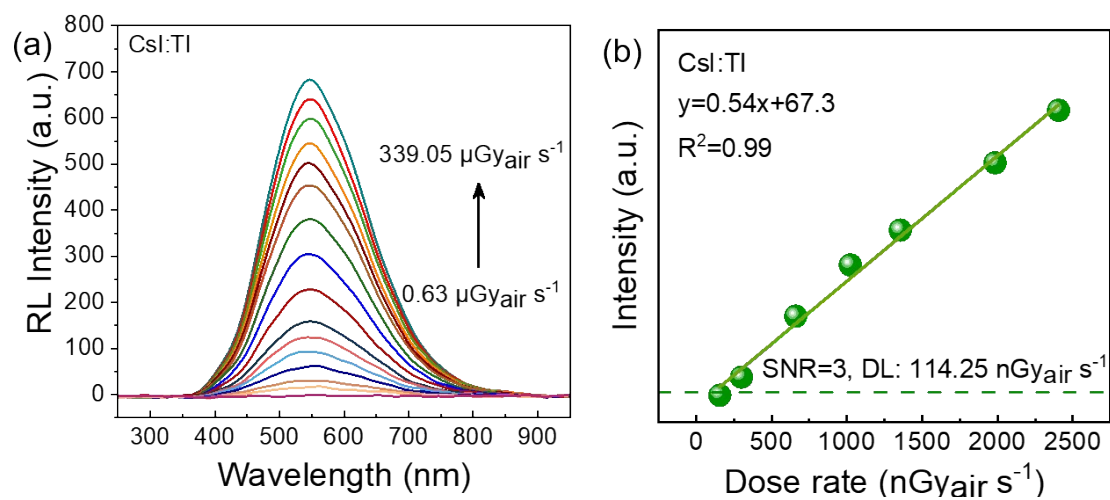 (a)
CsI:Tl
800
700
600
500
400
300
200
100
0
RL Intensity (a.u.)
339.05 µGyair s-1
0.63 µGyair s-1
300 400 500 600 700 800 900
Wavelength (nm)
(b)
CsI:Tl
y=0.54x+67.3
R2=0.99
Intensity (a.u.)
SNR=3, DL: 114.25 nGyair s-1
0 500 1000 1500 2000 2500
Dose rate (nGyair s-1)